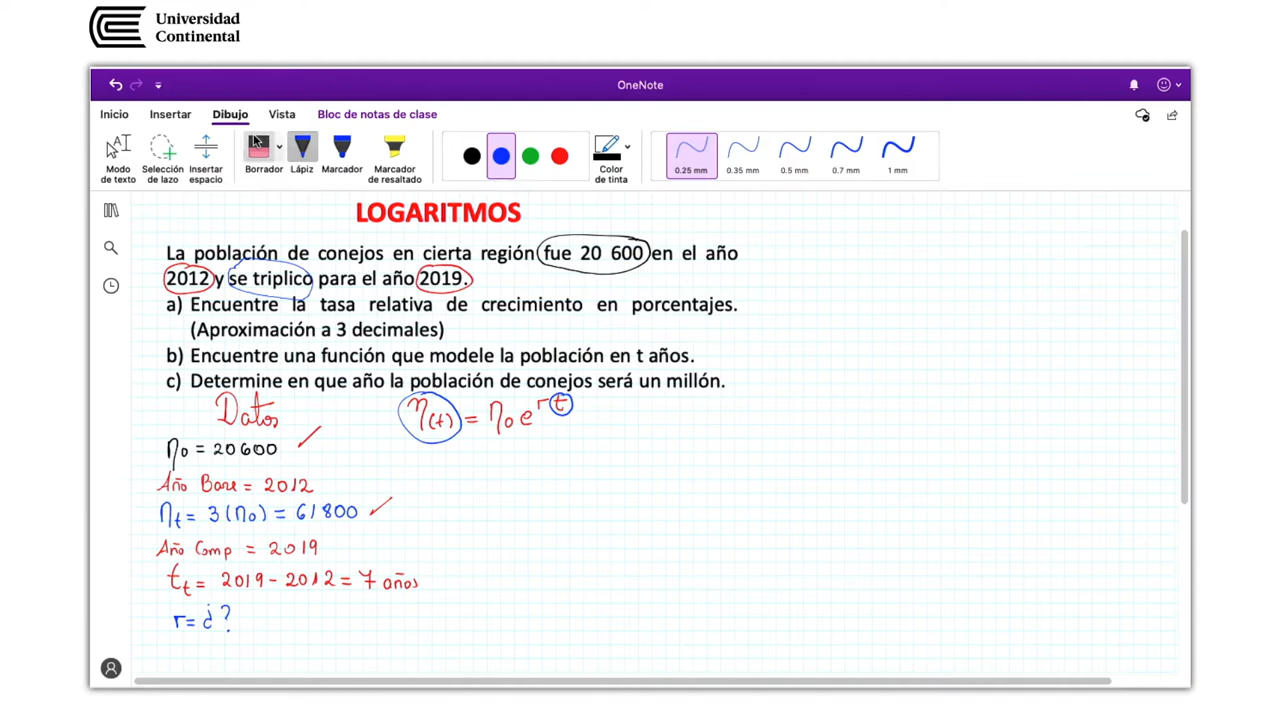 Universidad
Continental
OneNote
Inicio Insertar Dibujo Vista Bloc de notas de clase
Modo de texto Selección de lazo Insertar espacio Borrador Lápiz Marcador Marcador de resaltado Color de tinta 0.25 mm 0.35 mm 0.5 mm 0.7 mm 1 mm
LOGARITMOS
La población de conejos en cierta región fue 20 600 en el año
2012 y se triplico para el año 2019.
a) Encuentre la tasa relativa de crecimiento en porcentajes.
(Aproximación a 3 decimales)
b) Encuentre una función que modele la población en t años.
c) Determine en que año la población de conejos será un millón.
Datos
η(t) = η₀ e^rt
η₀ = 20600
Año Base = 2012
ηt = 3(η₀) = 61800
Año Comp = 2019
tt = 2019 - 2012 = 7 años
r = ¿?